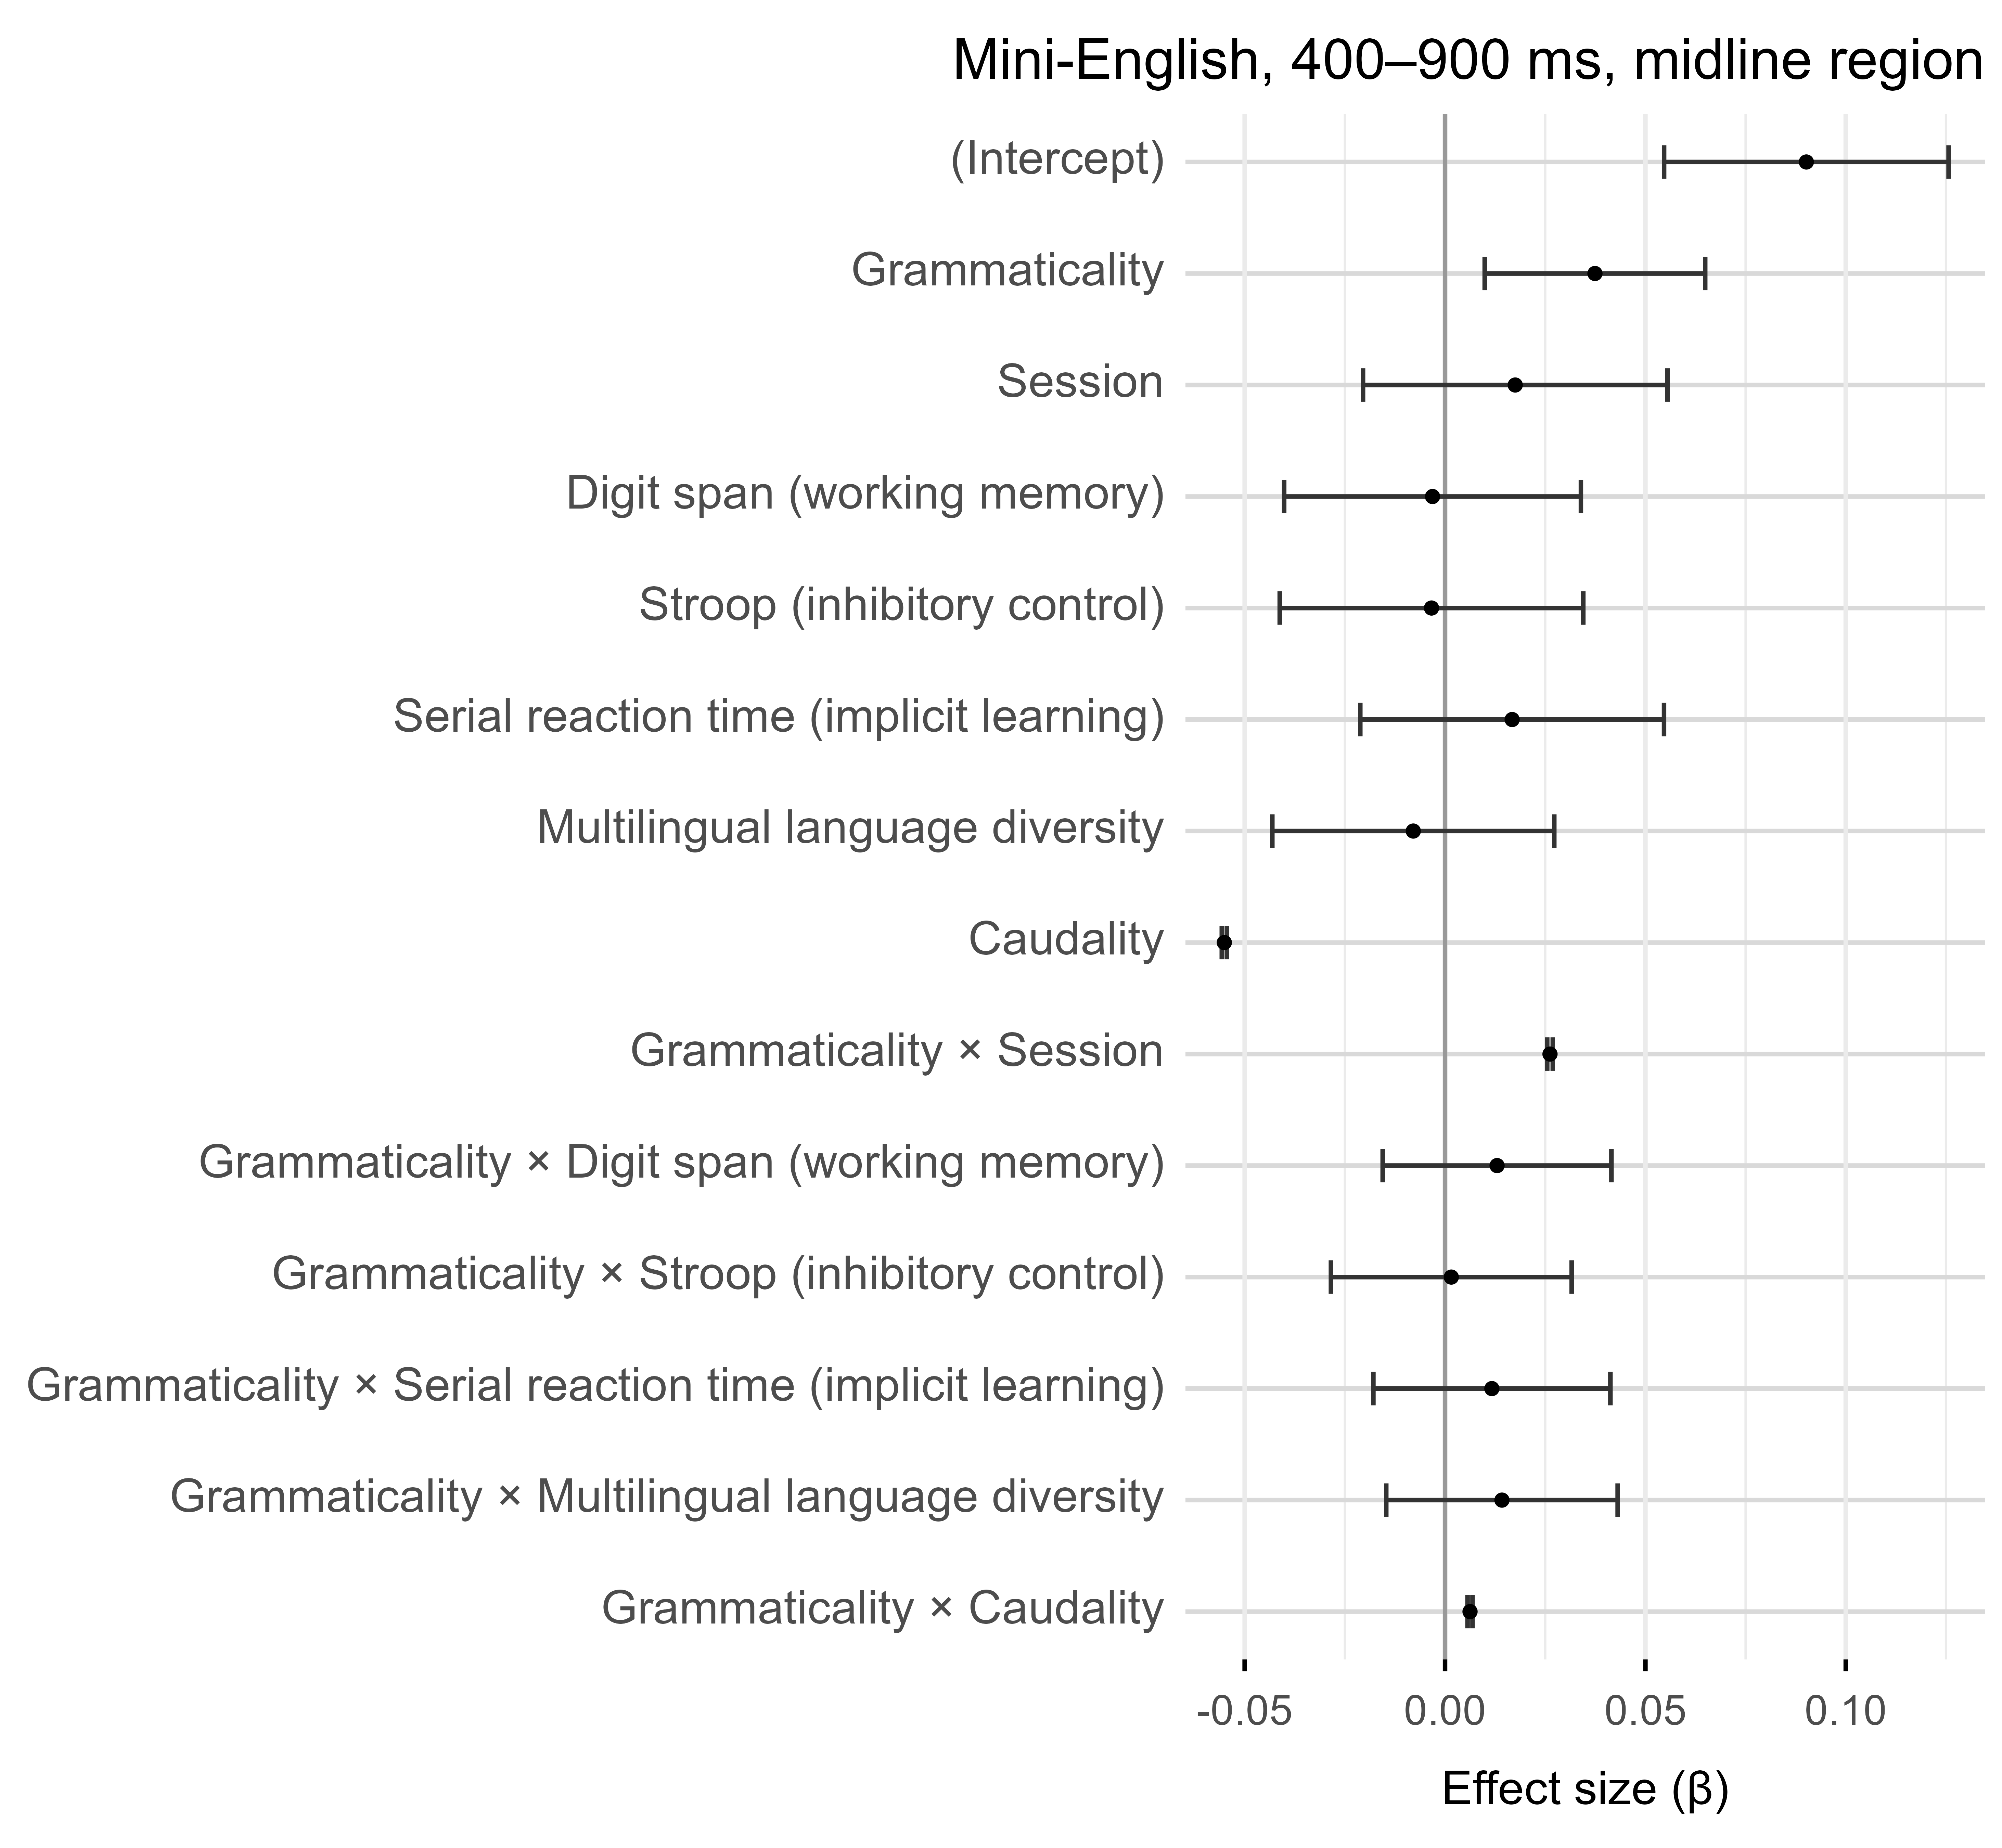 Mini-English, 400–900 ms, midline region
(Intercept)
Grammaticality
Session
Digit span (working memory)
Stroop (inhibitory control)
Serial reaction time (implicit learning)
Multilingual language diversity
Caudality
Grammaticality × Session
Grammaticality × Digit span (working memory)
Grammaticality × Stroop (inhibitory control)
Grammaticality × Serial reaction time (implicit learning)
Grammaticality × Multilingual language diversity
Grammaticality × Caudality
-0.05 0.00 0.05 0.10
Effect size (β)